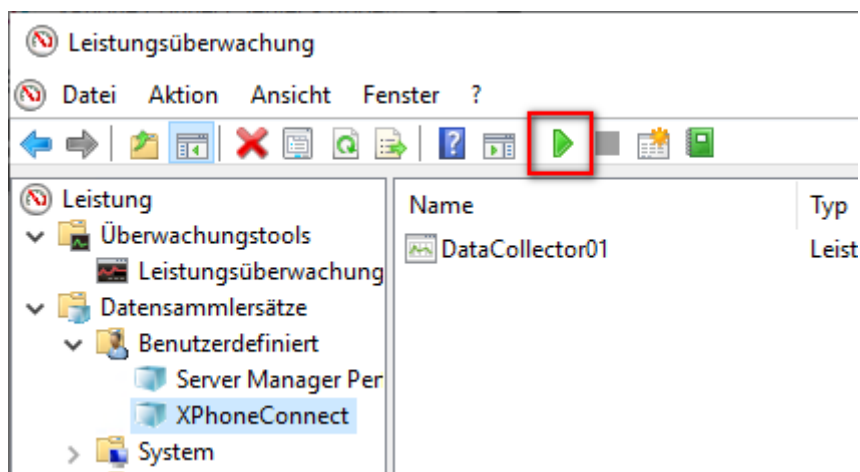 Leistungsüberwachung
Datei Aktion Ansicht Fenster ?
Leistung
Überwachungstools
Leistungsüberwachung
Datensammlersätze
Benutzerdefiniert
Server Manager Per
XPhoneConnect
System
Name Typ
DataCollector01 Leist